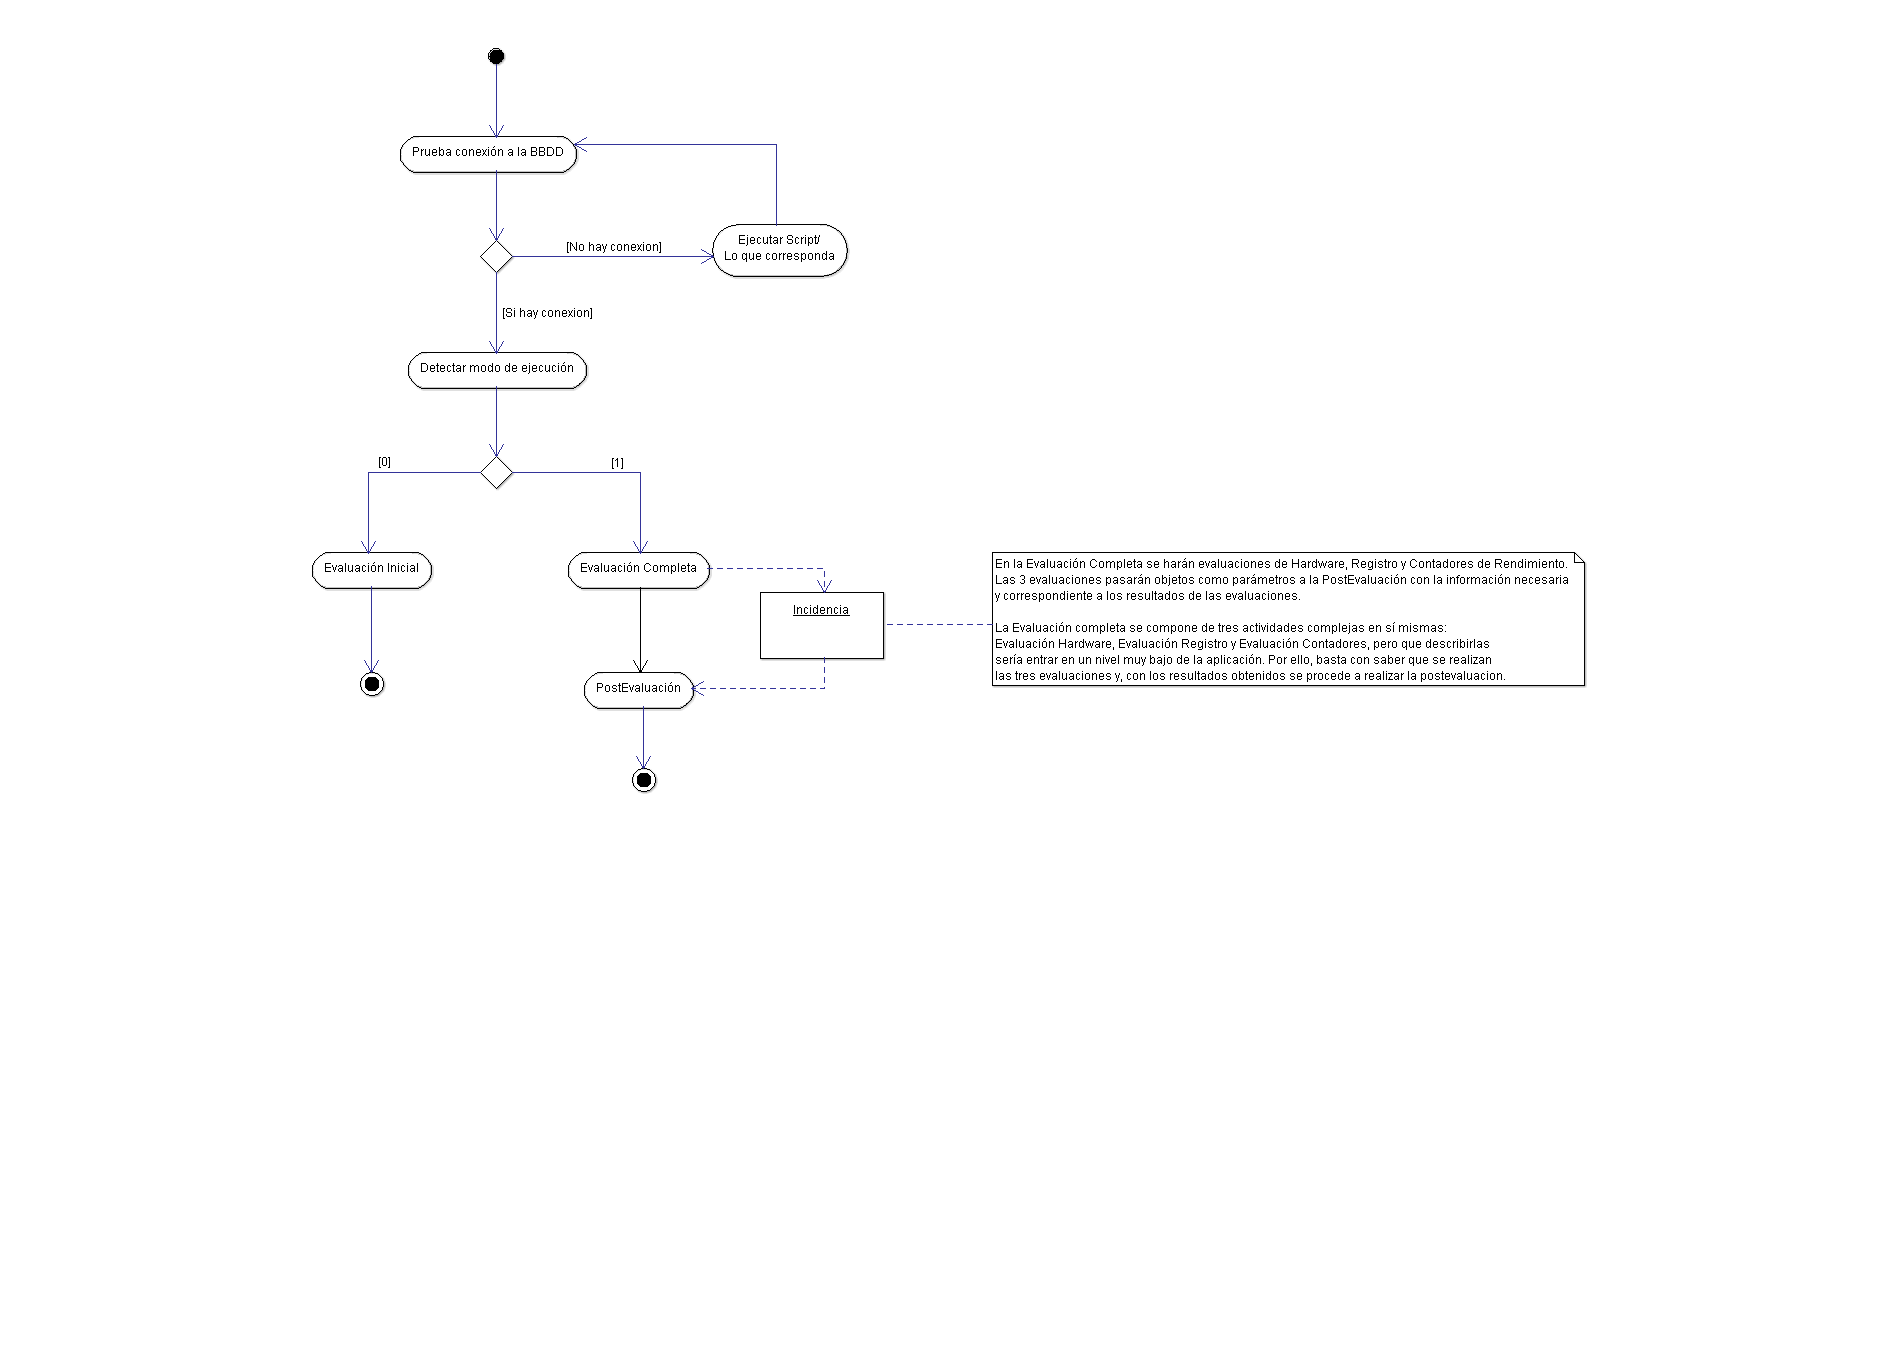 Prueba conexión a la BBDD
[No hay conexion]
Ejecutar Script/
Lo que corresponda
[Si hay conexion]
Detectar modo de ejecución
[0]
[1]
Evaluación Inicial
Evaluación Completa
Incidencia
PostEvaluación
En la Evaluación Completa se harán evaluaciones de Hardware, Registro y Contadores de Rendimiento.
Las 3 evaluaciones pasarán objetos como parámetros a la PostEvaluación con la información necesaria
y correspondiente a los resultados de las evaluaciones.
La Evaluación completa se compone de tres actividades complejas en sí mismas:
Evaluación Hardware, Evaluación Registro y Evaluación Contadores, pero que describirlas
sería entrar en un nivel muy bajo de la aplicación. Por ello, basta con saber que se realizan
las tres evaluaciones y, con los resultados obtenidos se procede a realizar la postevaluacion.